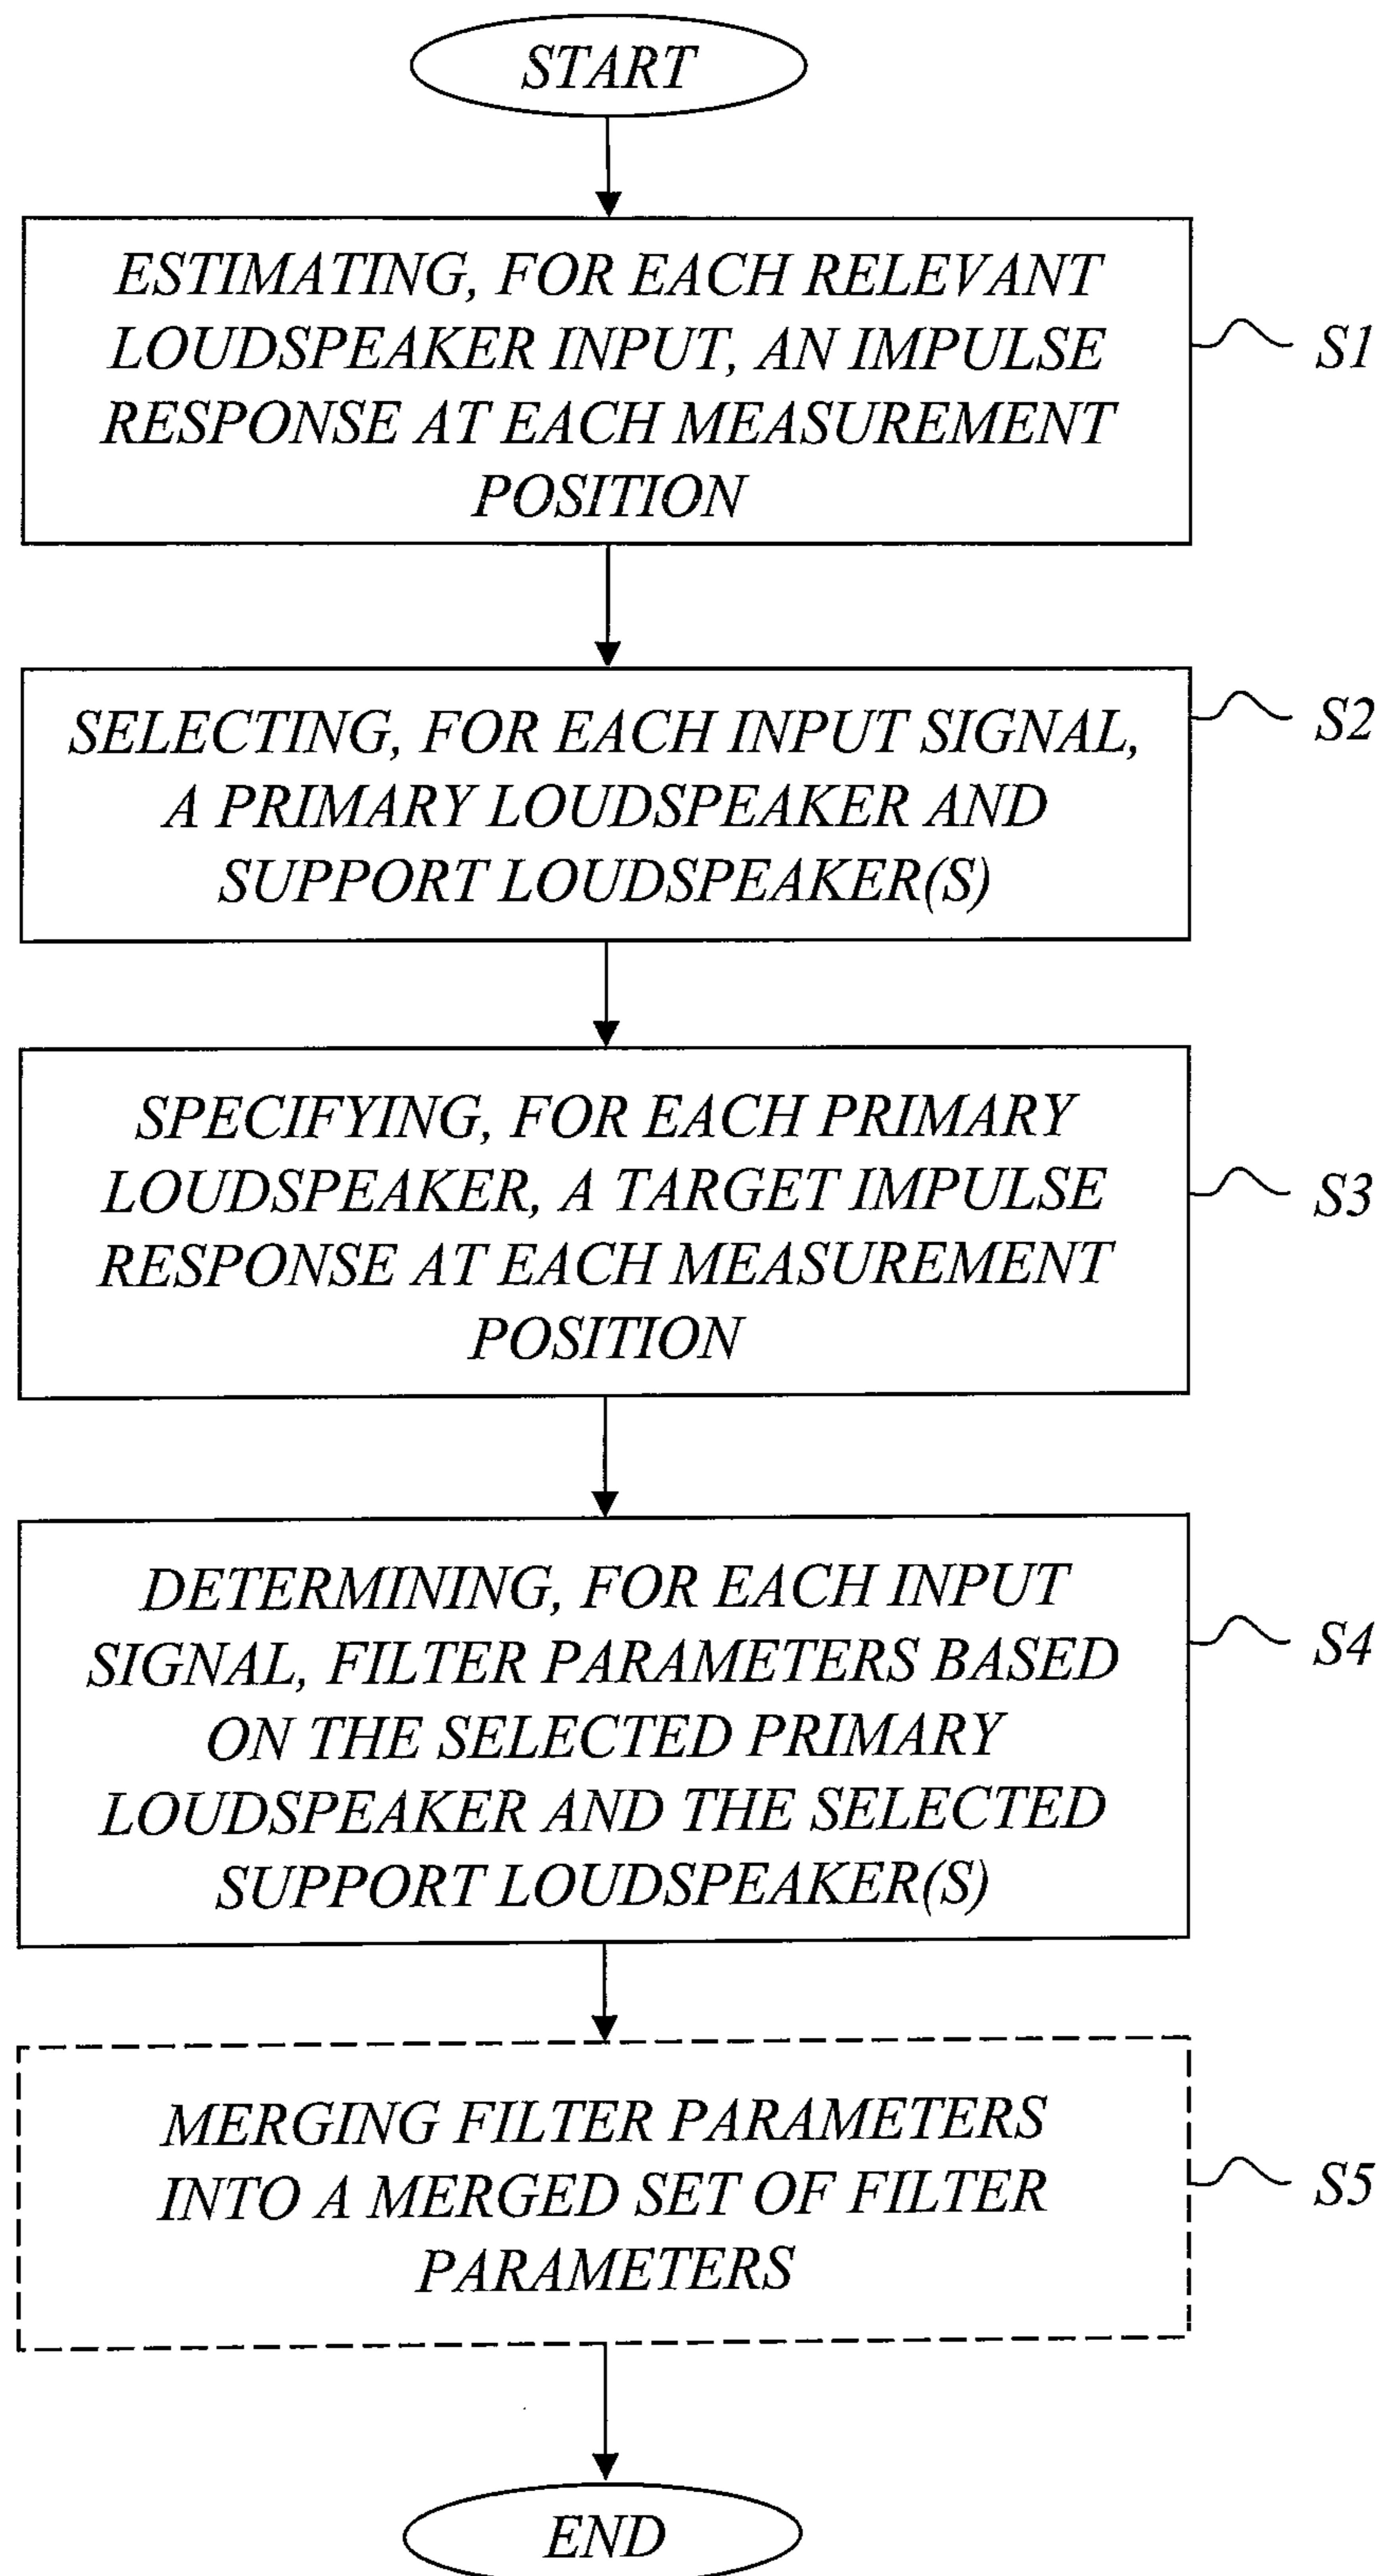 START
ESTIMATING, FOR EACH RELEVANT
LOUDSPEAKER INPUT, AN IMPULSE
RESPONSE AT EACH MEASUREMENT
POSITION
S1
SELECTING, FOR EACH INPUT SIGNAL,
A PRIMARY LOUDSPEAKER AND
SUPPORT LOUDSPEAKER(S)
S2
SPECIFYING, FOR EACH PRIMARY
LOUDSPEAKER, A TARGET IMPULSE
RESPONSE AT EACH MEASUREMENT
POSITION
S3
DETERMINING, FOR EACH INPUT
SIGNAL, FILTER PARAMETERS BASED
ON THE SELECTED PRIMARY
LOUDSPEAKER AND THE SELECTED
SUPPORT LOUDSPEAKER(S)
S4
MERGING FILTER PARAMETERS
INTO A MERGED SET OF FILTER
PARAMETERS
S5
END